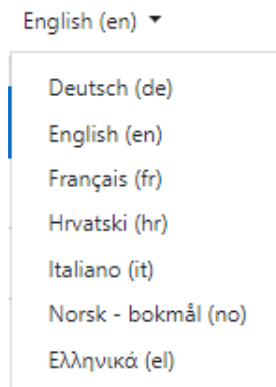 English (en)
Deutsch (de)
English (en)
Français (fr)
Hrvatski (hr)
Italiano (it)
Norsk - bokmål (no)
Ελληνικά (el)